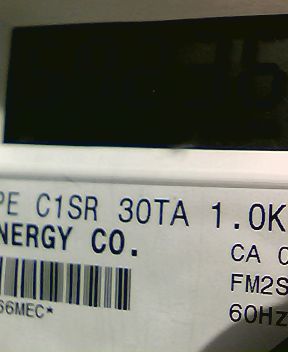 PE C1SR 30TA 1.0K
NERGY CO.
CA
FM2S
60Hz
66MEC*